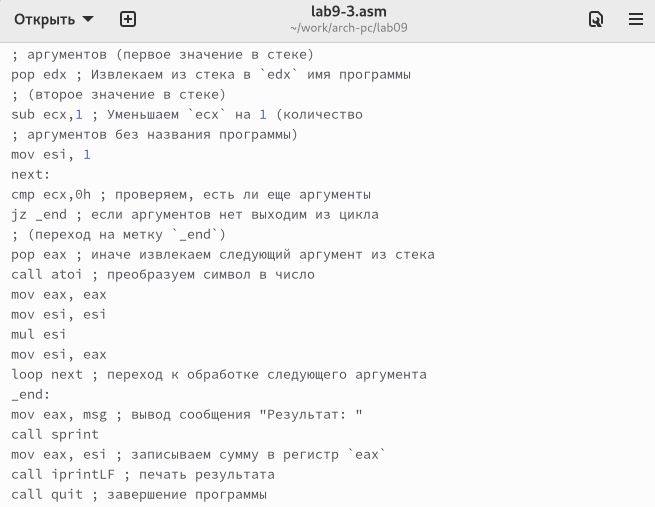 Открыть
lab9-3.asm
~/work/arch-pc/lab09
; аргументов (первое значение в стеке)
pop edx ; Извлекаем из стека в `edx` имя программы
; (второе значение в стеке)
sub ecx,1 ; Уменьшаем `ecx` на 1 (количество
; аргументов без названия программы)
mov esi, 1
next:
cmp ecx,0h ; проверяем, есть ли еще аргументы
jz _end ; если аргументов нет выходим из цикла
; (переход на метку `_end`)
pop eax ; иначе извлекаем следующий аргумент из стека
call atoi ; преобразуем символ в число
mov eax, eax
mov esi, esi
mul esi
mov esi, eax
loop next ; переход к обработке следующего аргумента
_end:
mov eax, msg ; вывод сообщения "Результат: "
call sprint
mov eax, esi ; записываем сумму в регистр `eax`
call iprintLF ; печать результата
call quit ; завершение программы